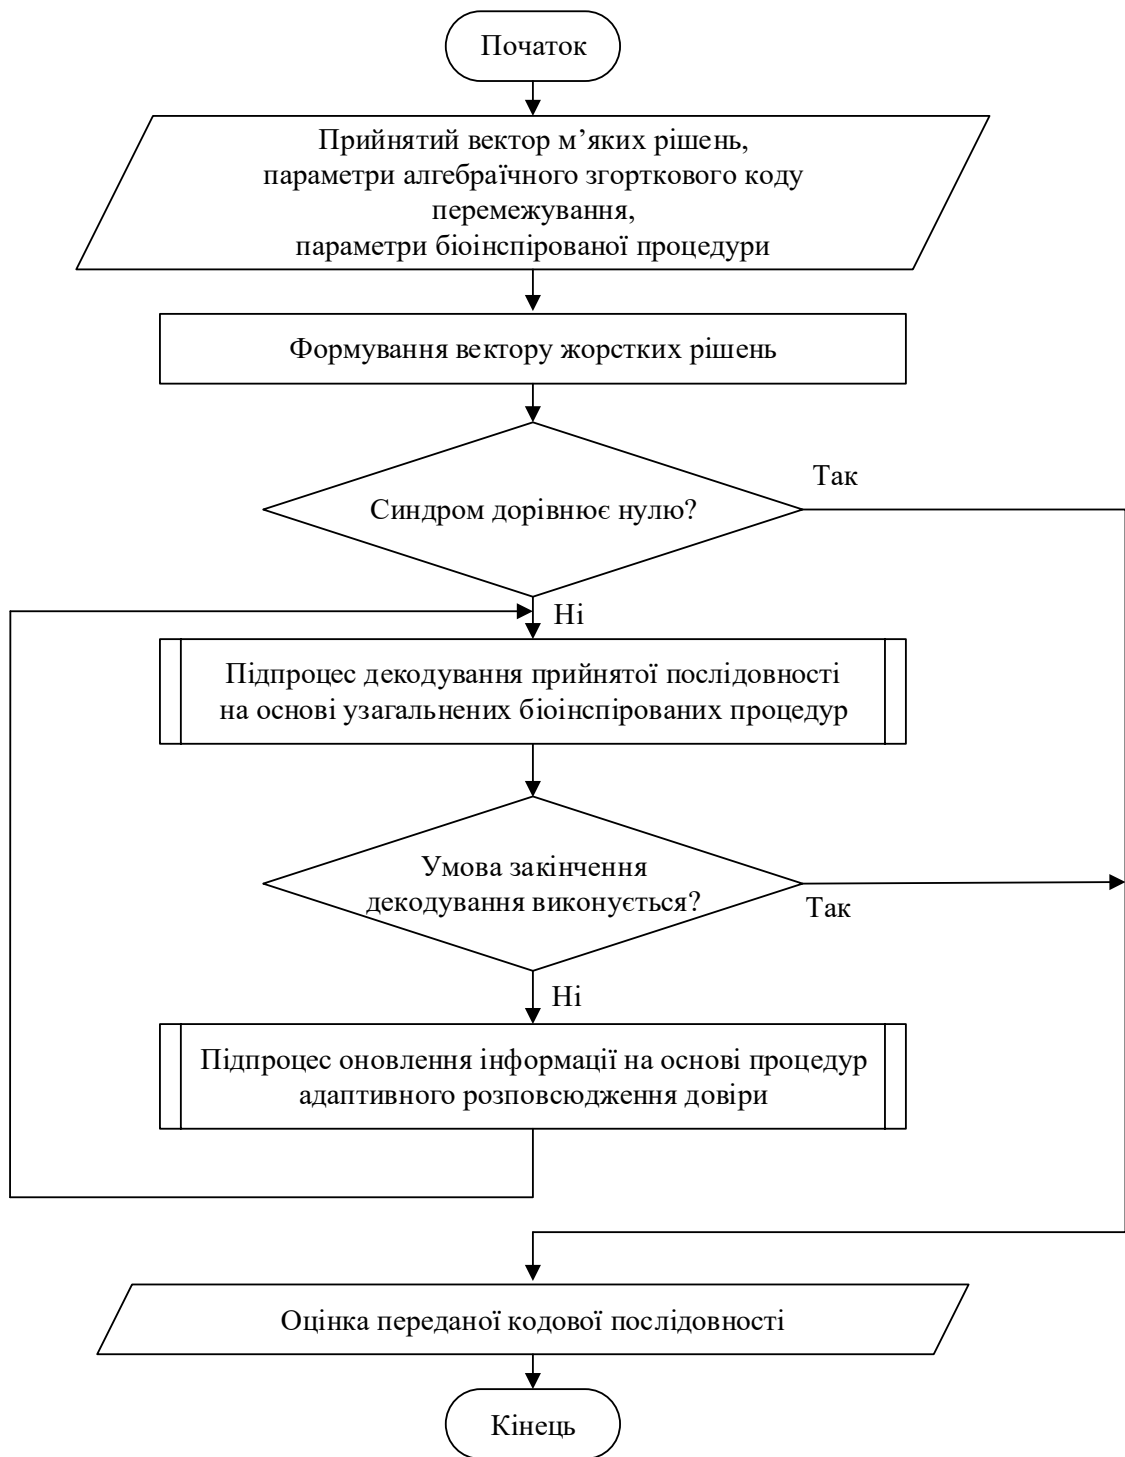 Початок
Прийнятий вектор м’яких рішень,
параметри алгебраїчного згорткового коду
перемежування,
параметри біоінспірованої процедури
Формування вектору жорстких рішень
Так
Синдром дорівнює нулю?
Ні
Підпроцес декодування прийнятої послідовності
на основі узагальнених біоінспірованих процедур
Умова закінчення
декодування виконується?
Так
Ні
Підпроцес оновлення інформації на основі процедур
адаптивного розповсюдження довіри
Оцінка переданої кодової послідовності
Кінець